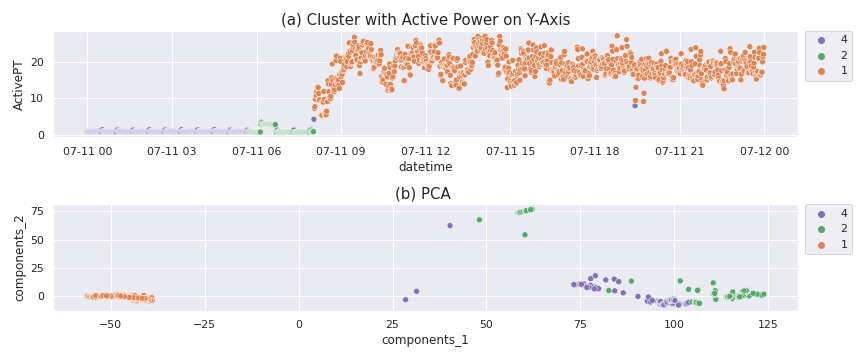 (a) Cluster with Active Power on Y-Axis
4
2
1
ActivePT
20
10
0
07-11 00 07-11 03 07-11 06 07-11 09 07-11 12 07-11 15 07-11 18 07-11 21 07-12 00
datetime
(b) PCA
4
2
1
components_2
75
50
25
0
−50 −25 0 25 50 75 100 125
components_1